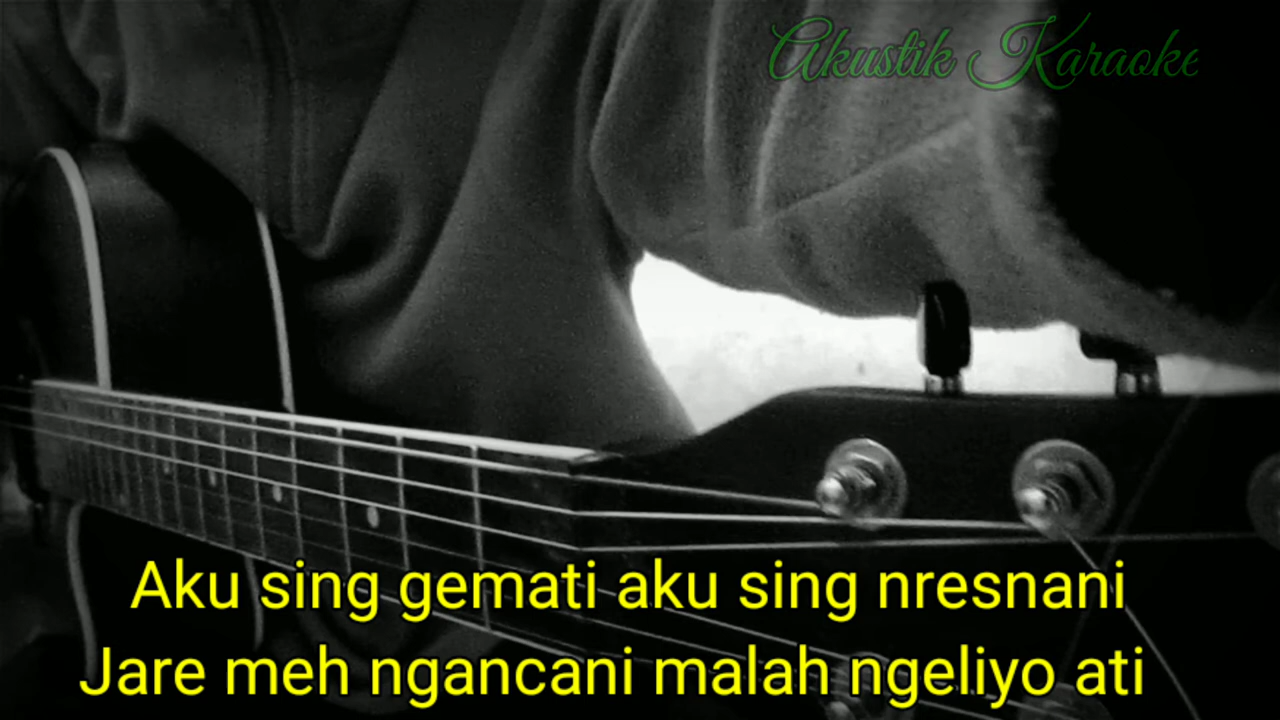 Akustik Karaoke
Aku sing gemati aku sing nresnani
Jare meh ngancani malah ngeliyo ati